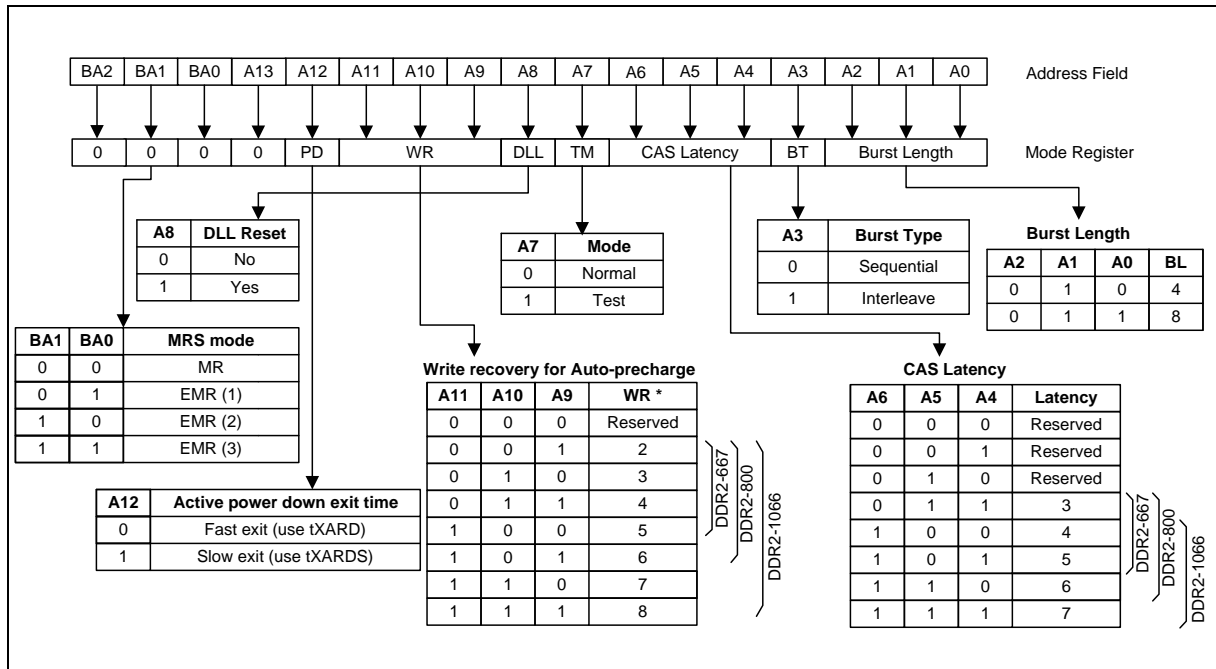 BA2 BA1 BA0 A13 A12 A11 A10 A9 A8 A7 A6 A5 A4 A3 A2 A1 A0 Address Field
0 0 0 0 PD WR DLL TM CAS Latency BT Burst Length Mode Register
A8 DLL Reset
0 No
1 Yes
A7 Mode
0 Normal
1 Test
A3 Burst Type
0 Sequential
1 Interleave
Burst Length
A2 A1 A0 BL
0 1 0 4
0 1 1 8
BA1 BA0 MRS mode
0 0 MR
0 1 EMR (1)
1 0 EMR (2)
1 1 EMR (3)
A12 Active power down exit time
0 Fast exit (use tXARD)
1 Slow exit (use tXARDS)
Write recovery for Auto-precharge
A11 A10 A9 WR *
0 0 0 Reserved
0 0 1 2
0 1 0 3
0 1 1 4
1 0 0 5
1 0 1 6
1 1 0 7
1 1 1 8
DDR2-667
DDR2-800
DDR2-1066
CAS Latency
A6 A5 A4 Latency
0 0 0 Reserved
0 0 1 Reserved
0 1 0 Reserved
0 1 1 3
1 0 0 4
1 0 1 5
1 1 0 6
1 1 1 7
DDR2-667
DDR2-800
DDR2-1066